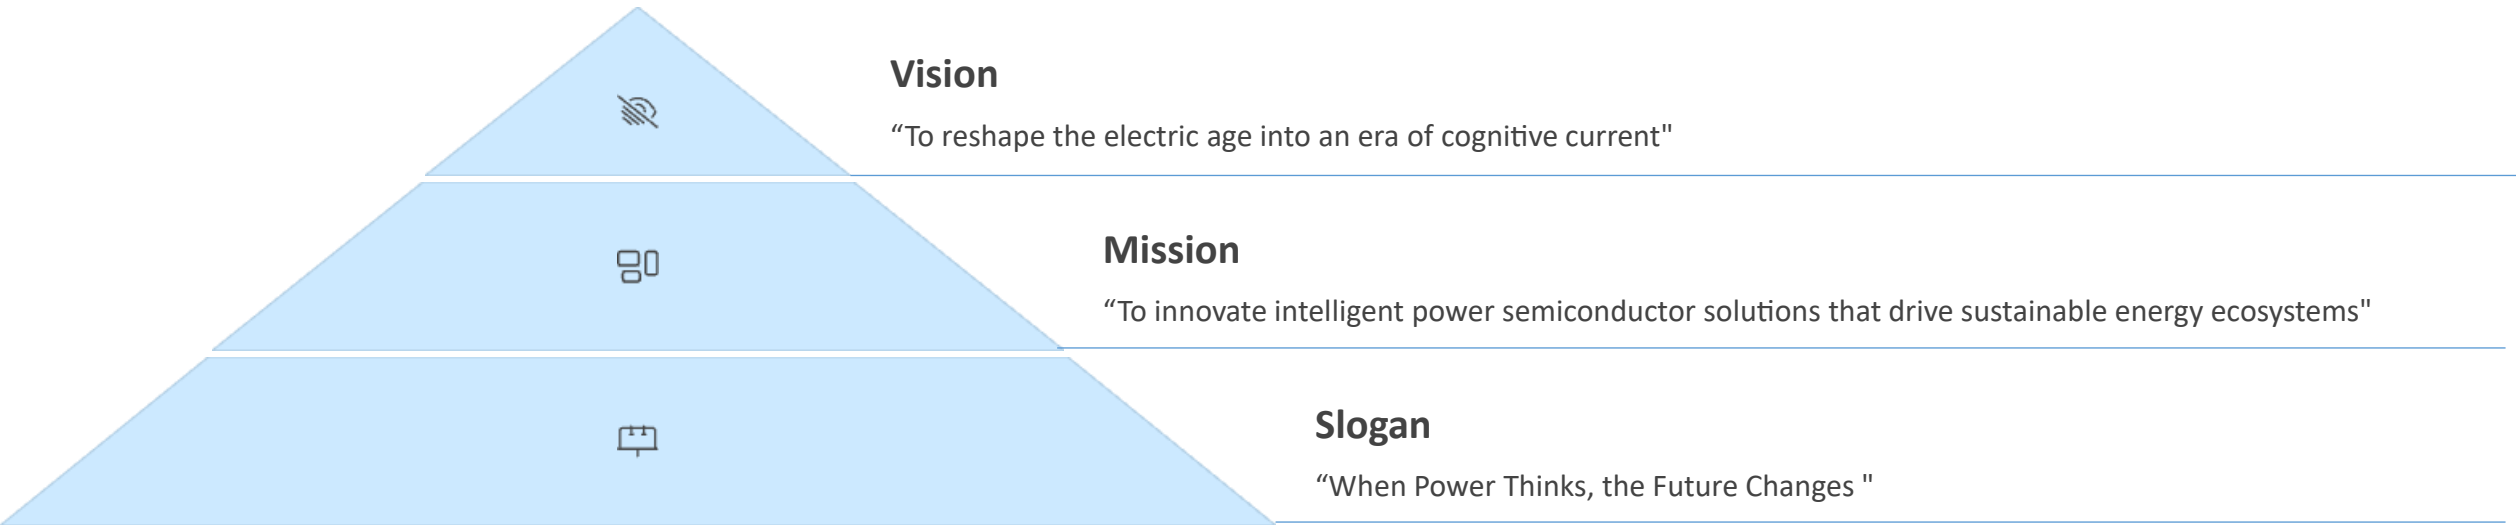 Vision
“To reshape the electric age into an era of cognitive current"
Mission
“To innovate intelligent power semiconductor solutions that drive sustainable energy ecosystems"
Slogan
“When Power Thinks, the Future Changes "